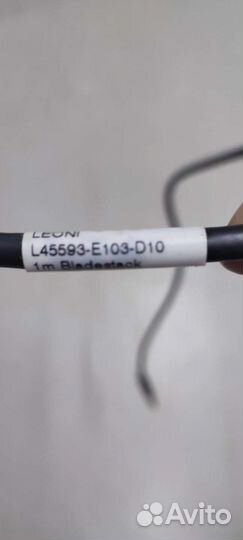 LEONI
L45593-E103-D10
1m Bladestack
Avito